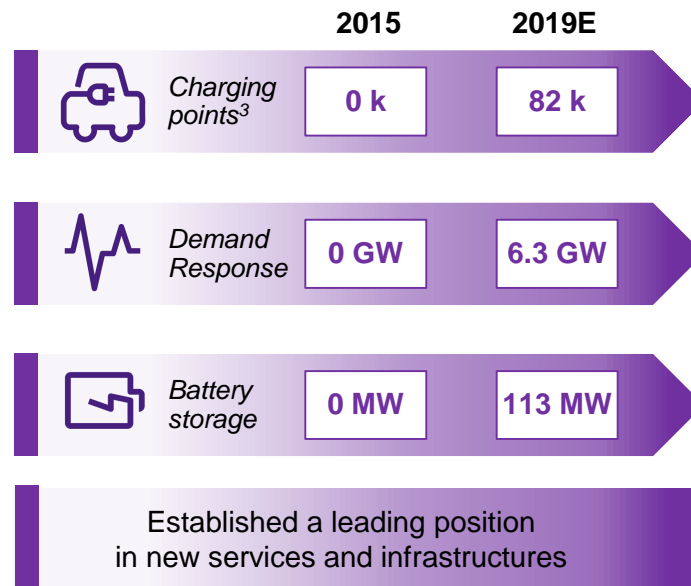 2015 2019E
Charging
points³
0 k 82 k
Demand
Response
0 GW 6.3 GW
Battery
storage
0 MW 113 MW
Established a leading position
in new services and infrastructures